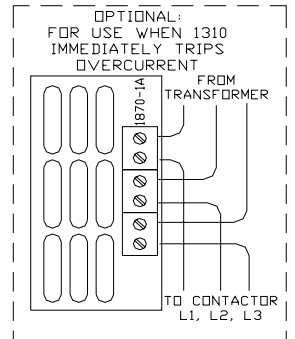 OPTIONAL:
FOR USE WHEN 1310
IMMEDIATELY TRIPS
OVERCURRENT
FROM
TRANSFORMER
1870-1A
TO CONTACTOR
L1, L2, L3